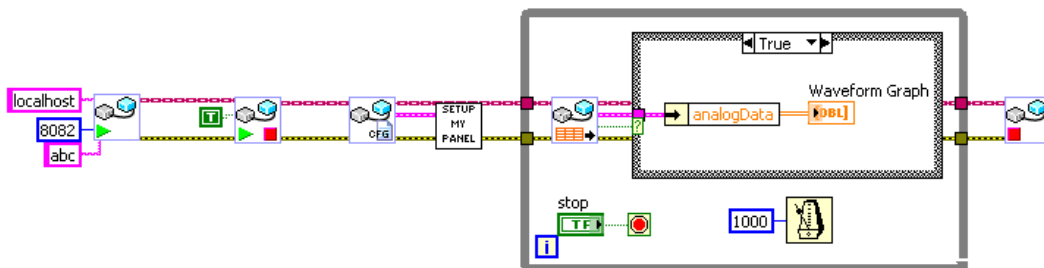 localhost
8082
abc
T
CFG
SETUP
MY
PANEL
True
?
analogData
Waveform Graph
DBL
stop
TF
i
1000